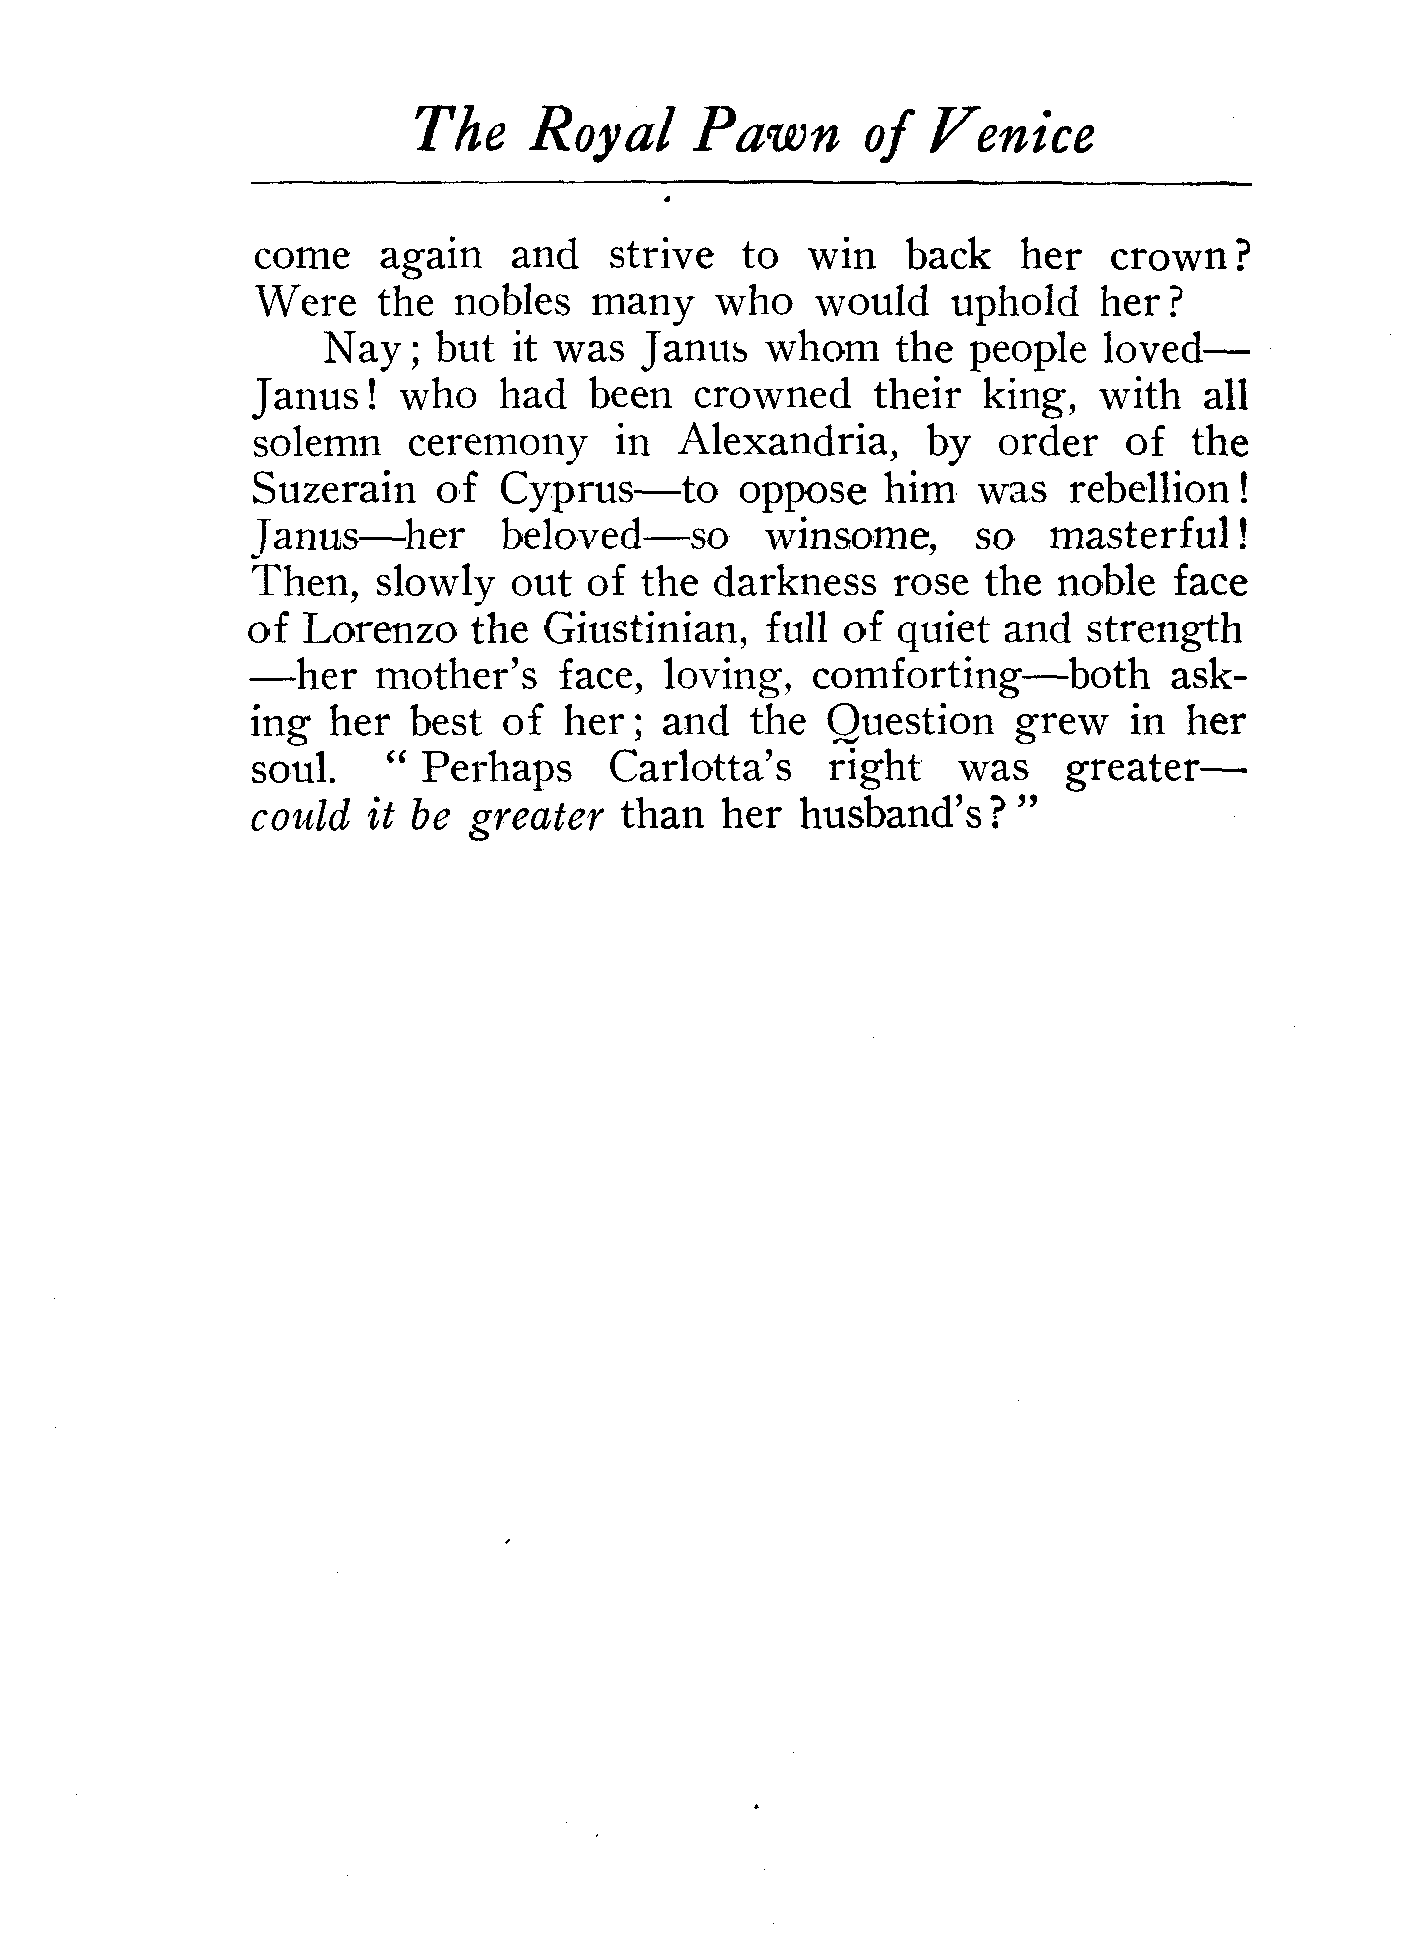 The Royal Pawn of Venice
come again and strive to win back her crown?
Were the nobles many who would uphold her?
Nay; but it was Janus whom the people loved—
Janus! who had been crowned their king, with all
solemn ceremony in Alexandria, by order of the
Suzerain of Cyprus—to oppose him was rebellion!
Janus—her beloved—so winsome, so masterful!
Then, slowly out of the darkness rose the noble face
of Lorenzo the Giustinian, full of quiet and strength
—her mother's face, loving, comforting—both ask-
ing her best of her; and the Question grew in her
soul. "Perhaps Carlotta's right was greater—
could it be greater than her husband's?"